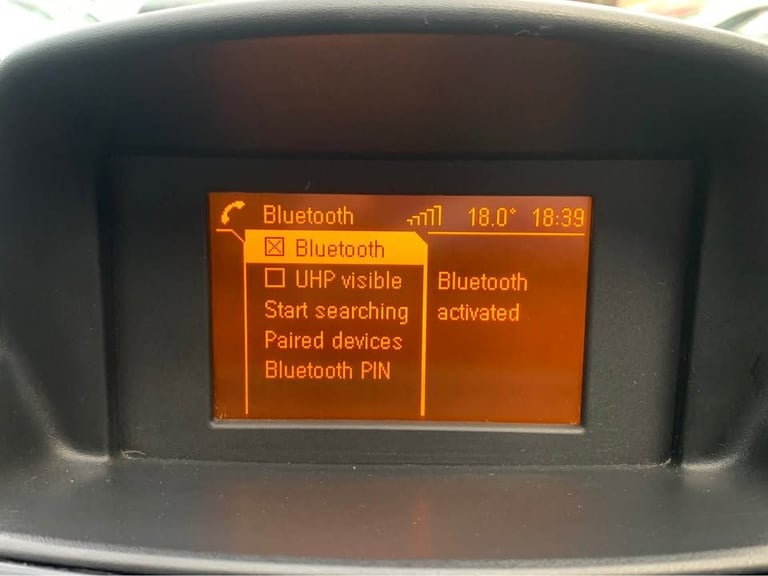 Bluetooth 18.0° 18:39
Bluetooth
UHP visible
Start searching
Paired devices
Bluetooth PIN
Bluetooth
activated